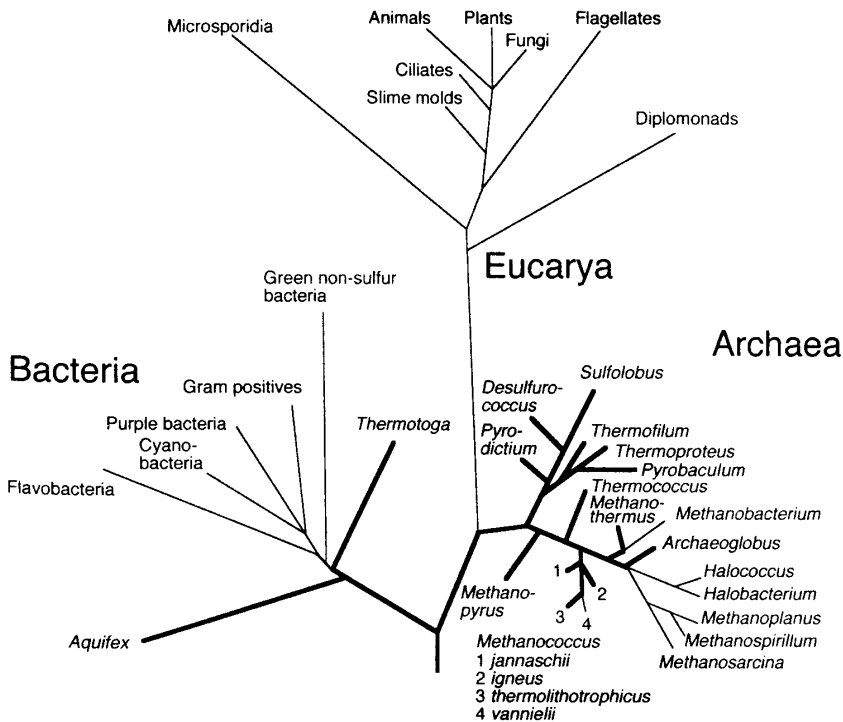 Microsporidia
Animals
Plants
Fungi
Flagellates
Ciliates
Slime molds
Diplomonads
Eucarya
Green non-sulfur
bacteria
Archaea
Bacteria
Gram positives
Purple bacteria
Cyano-
bacteria
Flavobacteria
Thermotoga
Aquifex
Sulfolobus
Desulfuro-
coccus
Pyro-
dictium
Thermofilum
Thermoproteus
Pyrobaculum
Thermococcus
Methano-
thermus
Methanobacterium
Archaeoglobus
Halococcus
Halobacterium
Methanoplanus
Methanospirillum
Methanosarcina
Methano-
pyrus
1
2
3
4
Methanococcus
1 jannaschii
2 igneus
3 thermolithotrophicus
4 vannielii